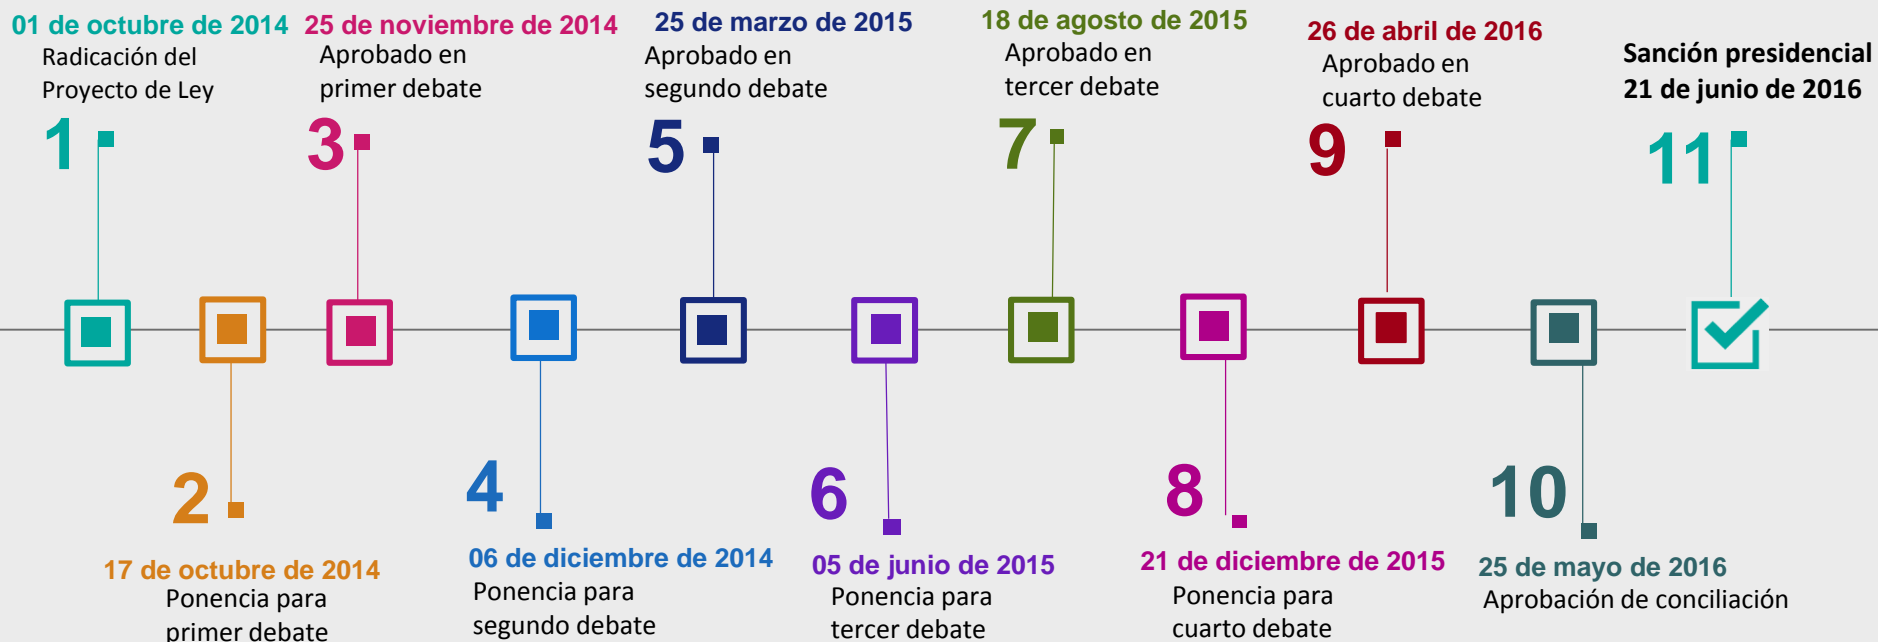 01 de octubre de 2014
Radicación del
Proyecto de Ley
1
17 de octubre de 2014
Ponencia para
primer debate
2
25 de noviembre de 2014
Aprobado en
primer debate
3
06 de diciembre de 2014
Ponencia para
segundo debate
4
25 de marzo de 2015
Aprobado en
segundo debate
5
05 de junio de 2015
Ponencia para
tercer debate
6
18 de agosto de 2015
Aprobado en
tercer debate
7
21 de diciembre de 2015
Ponencia para
cuarto debate
8
26 de abril de 2016
Aprobado en
cuarto debate
9
25 de mayo de 2016
Aprobación de conciliación
10
Sanción presidencial
21 de junio de 2016
11